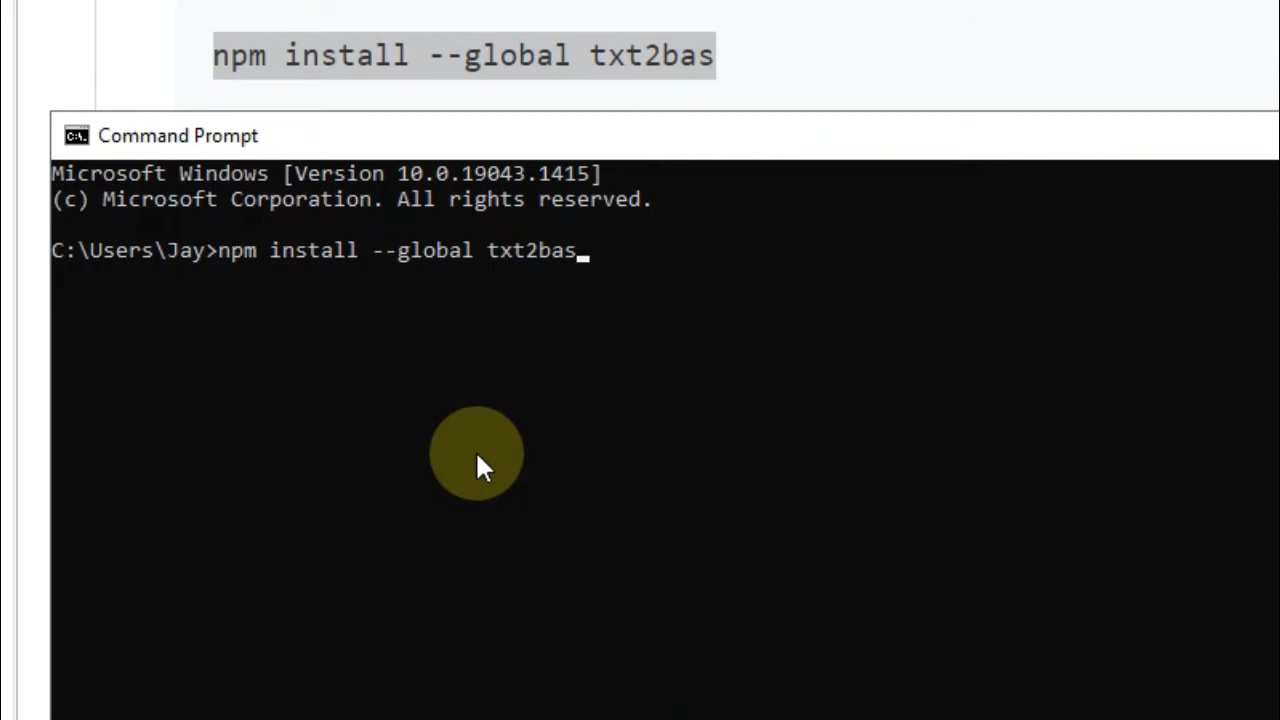 npm install --global txt2bas
Command Prompt
Microsoft Windows [Version 10.0.19043.1415]
(c) Microsoft Corporation. All rights reserved.
C:\Users\Jay>npm install --global txt2bas